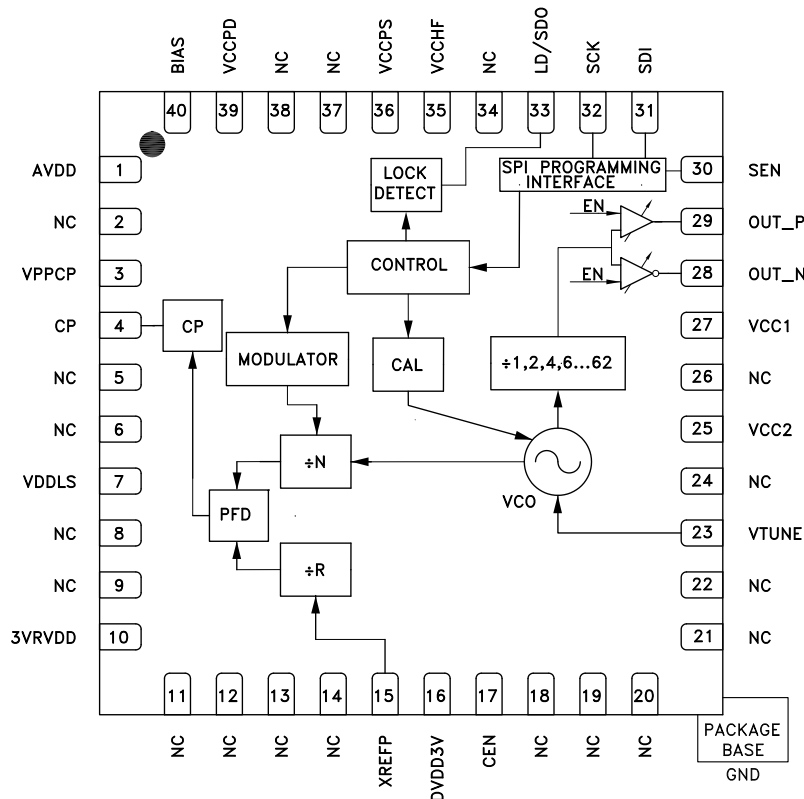 BIAS
VCCPD
NC
NC
VCCPS
VCCHF
NC
LD/SDO
SCK
SDI
40
39
38
37
36
35
34
33
32
31
AVDD
1
NC
2
VPPCP
3
CP
4
NC
5
NC
6
VDDLS
7
NC
8
NC
9
3VRVDD
10
LOCK
DETECT
SPI PROGRAMMING
INTERFACE
CONTROL
EN
EN
CP
MODULATOR
CAL
÷1,2,4,6...62
÷N
VCO
PFD
÷R
30
SEN
29
OUT_P
28
OUT_N
27
VCC1
26
NC
25
VCC2
24
NC
23
VTUNE
22
NC
21
NC
11
12
13
14
15
16
17
18
19
20
NC
NC
NC
NC
XREFP
DVDD3V
CEN
NC
NC
NC
PACKAGE
BASE
GND